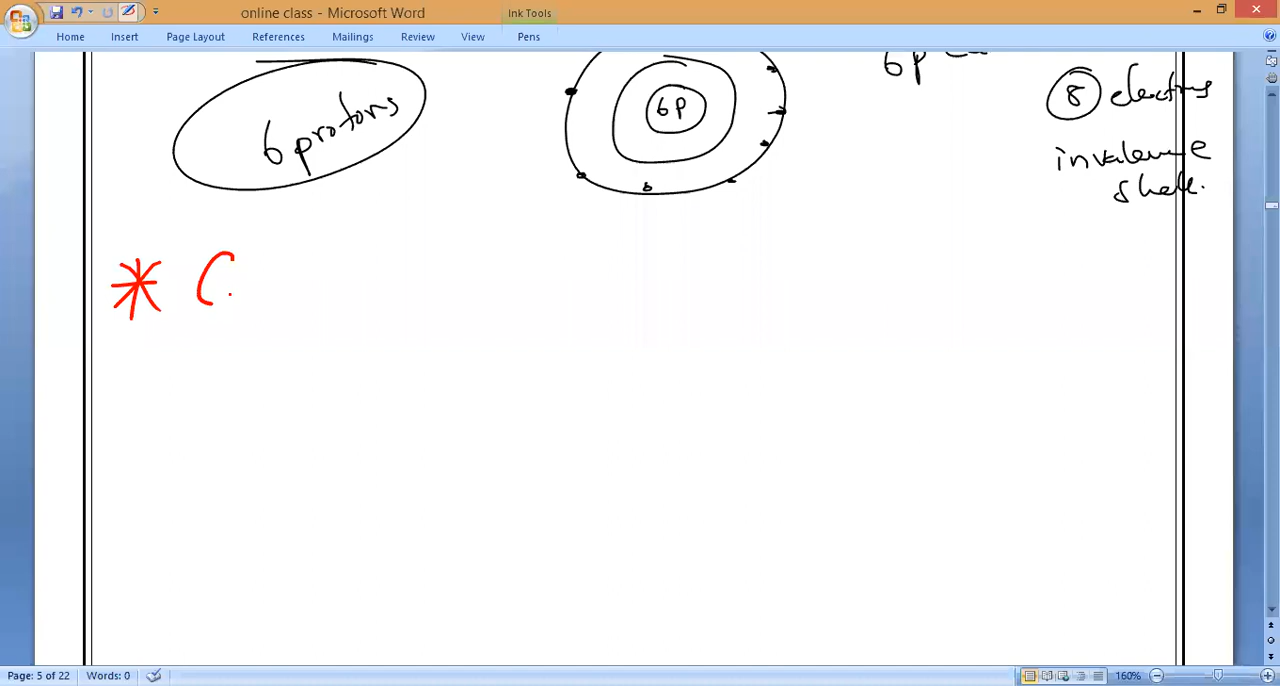 online class - Microsoft Word
Ink Tools
Home Insert Page Layout References Mailings Review View Pens
6 protons
6P
6p
8 electrons
in valence
shell.
* C
Page: 5 of 22 Words: 0 160%